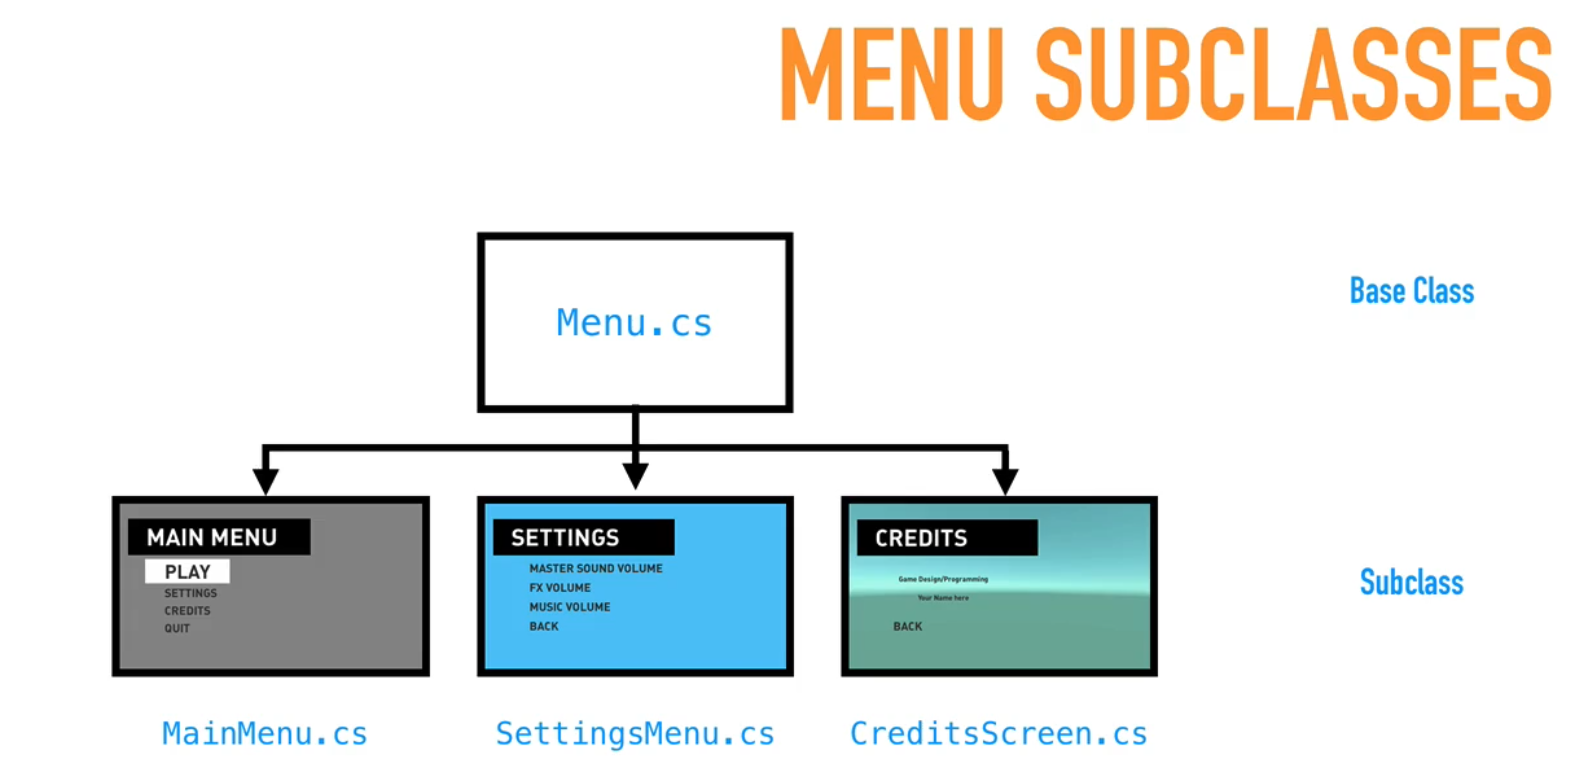 MENU SUBCLASSES
Menu.cs
Base Class
MAIN MENU
PLAY
SETTINGS
CREDITS
QUIT
SETTINGS
MASTER SOUND VOLUME
FX VOLUME
MUSIC VOLUME
BACK
CREDITS
Game Design/Programming
Your Name here
BACK
Subclass
MainMenu.cs
SettingsMenu.cs
CreditsScreen.cs